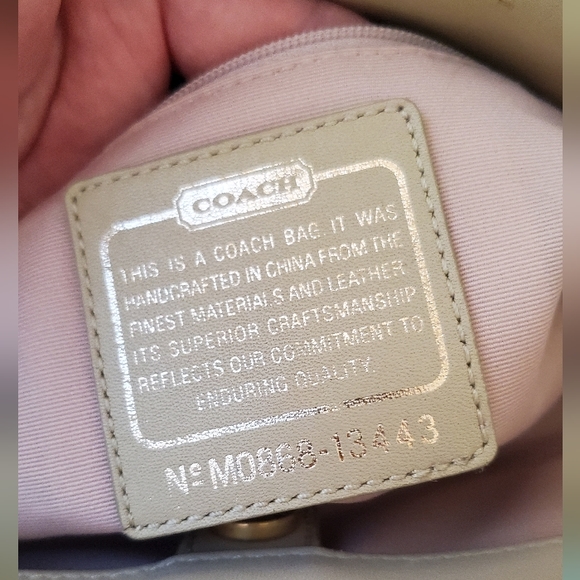 COACH
THIS IS A COACH BAG. IT WAS
HANDCRAFTED IN CHINA FROM THE
FINEST MATERIALS AND LEATHER
ITS SUPERIOR CRAFTSMANSHIP
REFLECTS OUR COMMITMENT TO
ENDURING QUALITY.
Nº M0868-13443